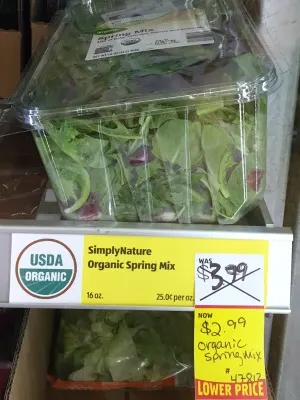 Spring Mix
USDA
ORGANIC
SimplyNature
Organic Spring Mix
16 oz.
25.0¢ per oz.
WAS
$3.99
NOW
$2.99
organic
spring mix
#
47812
LOWER PRICE